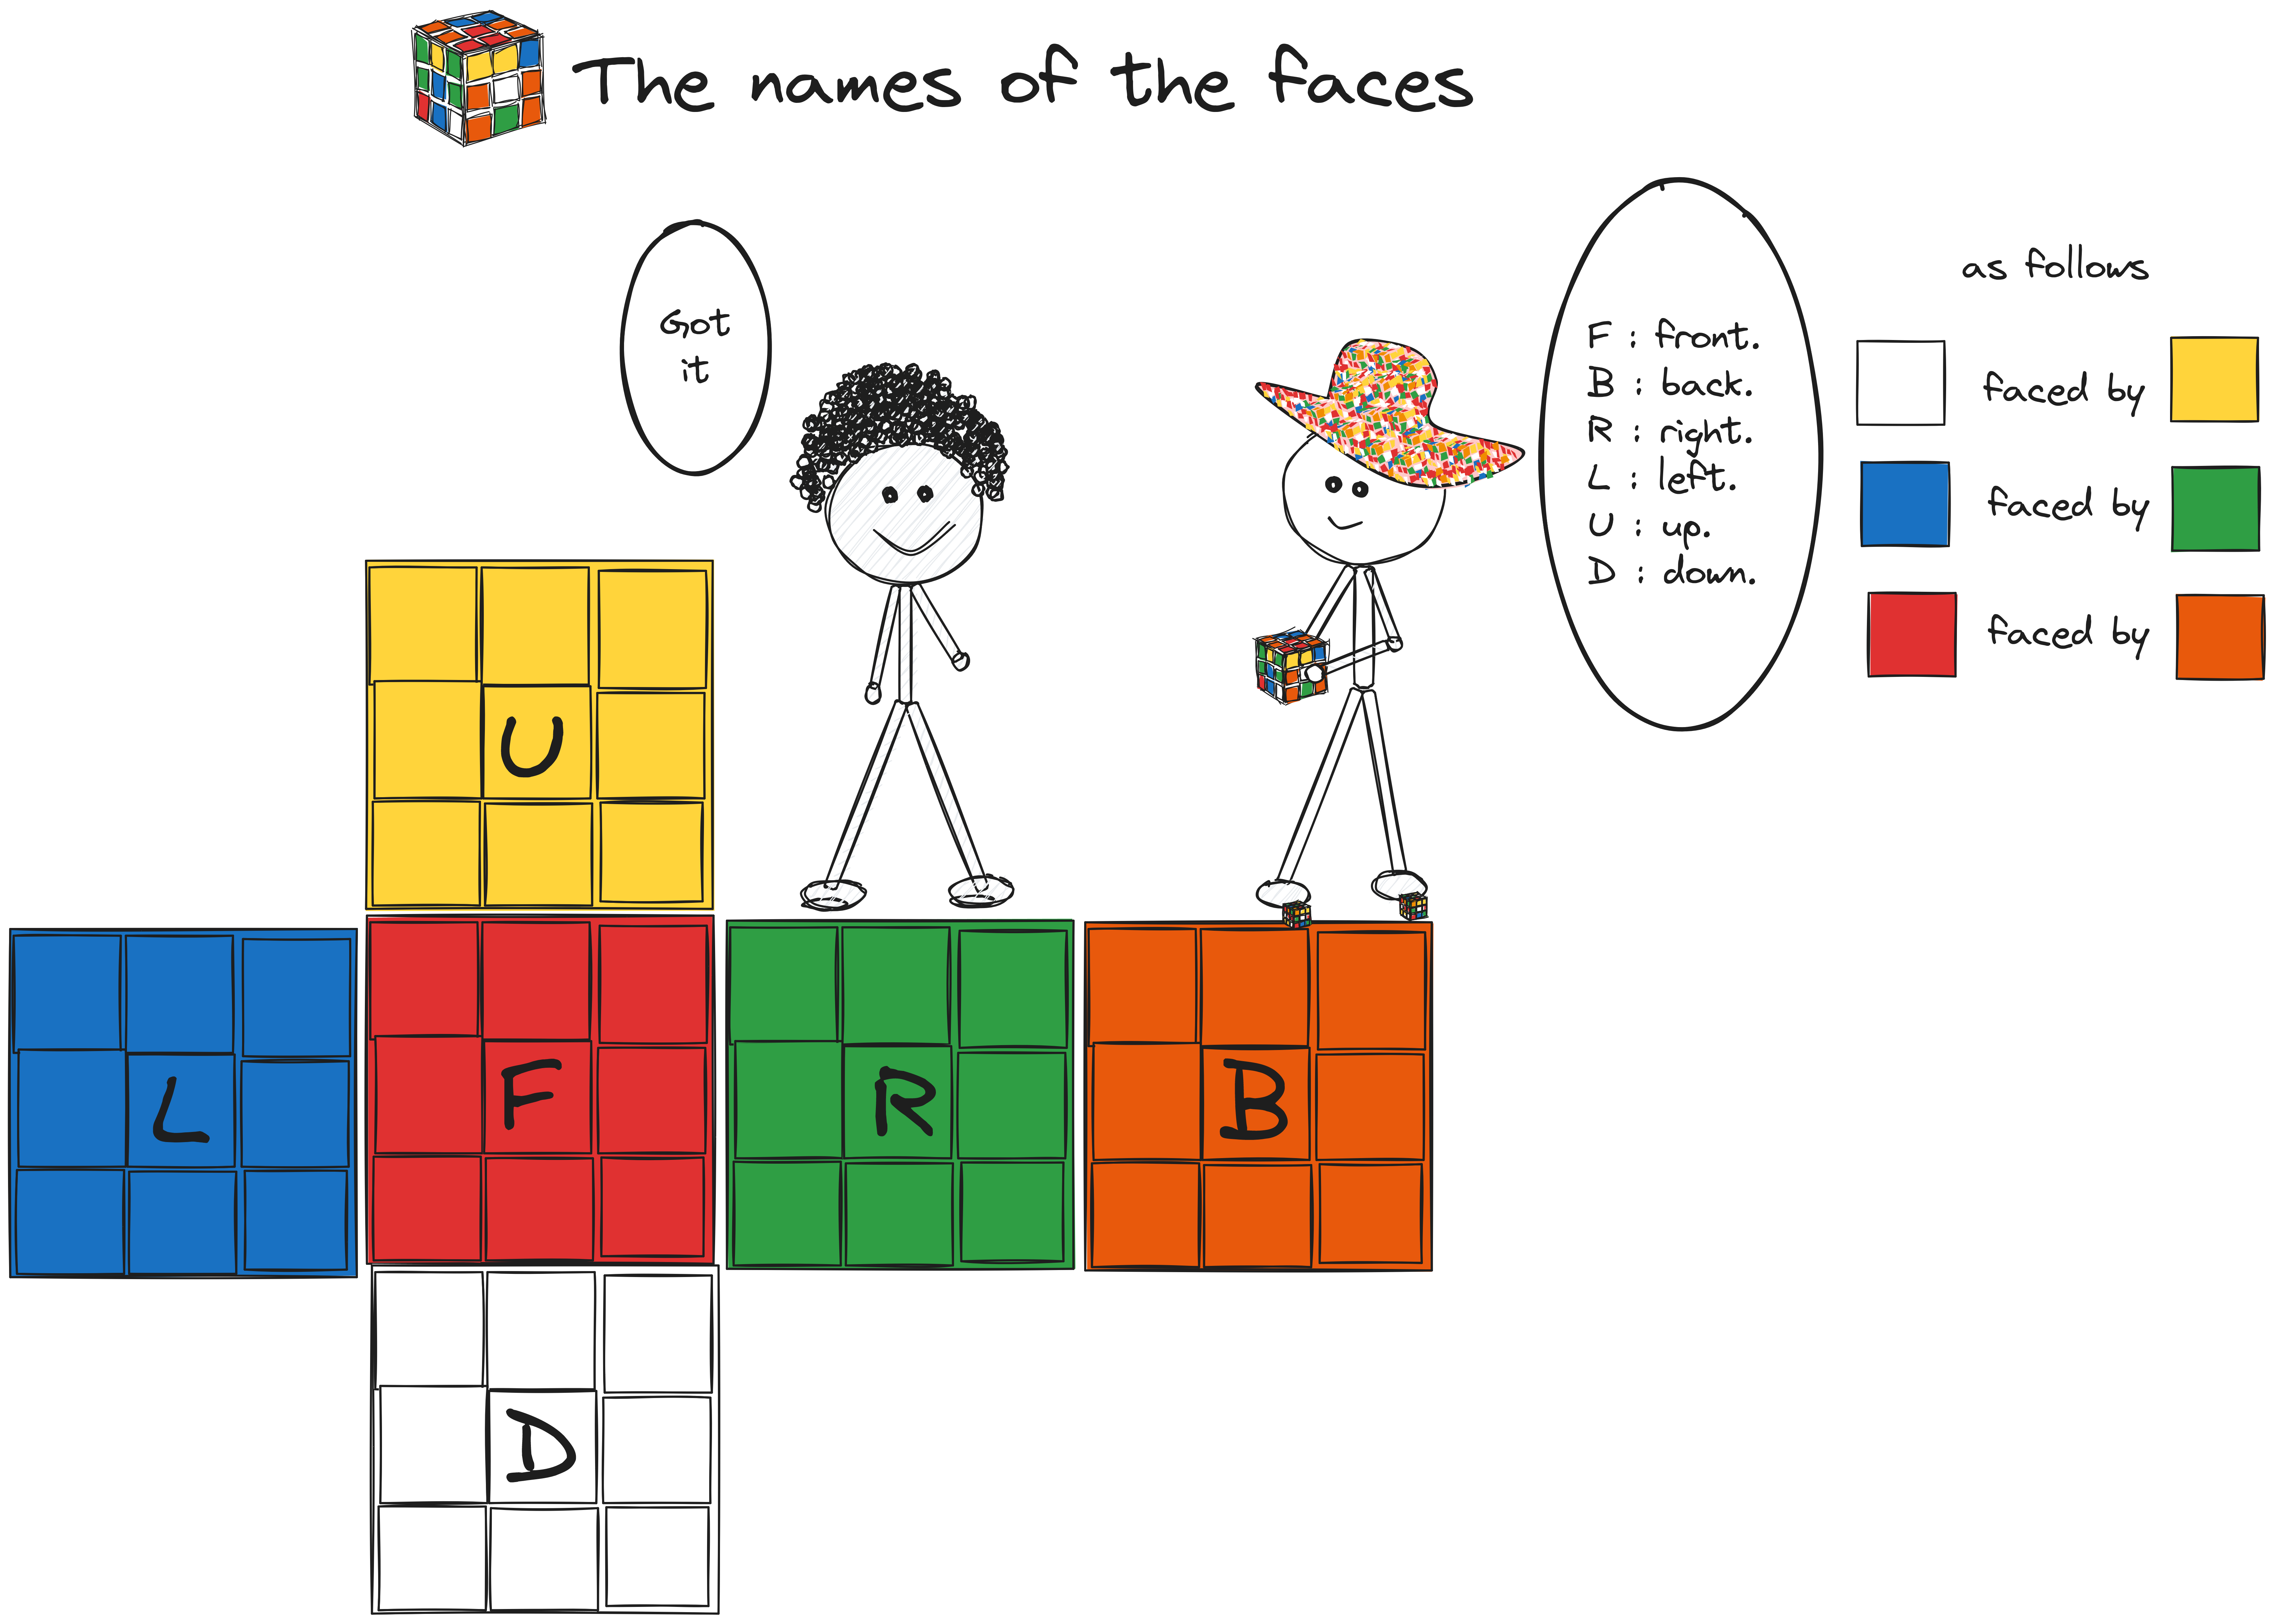 The names of the faces
Got
it
F : front.
B : back.
R : right.
L : left.
U : up.
D : down.
as follows
faced by
faced by
faced by
U
L
F
R
B
D